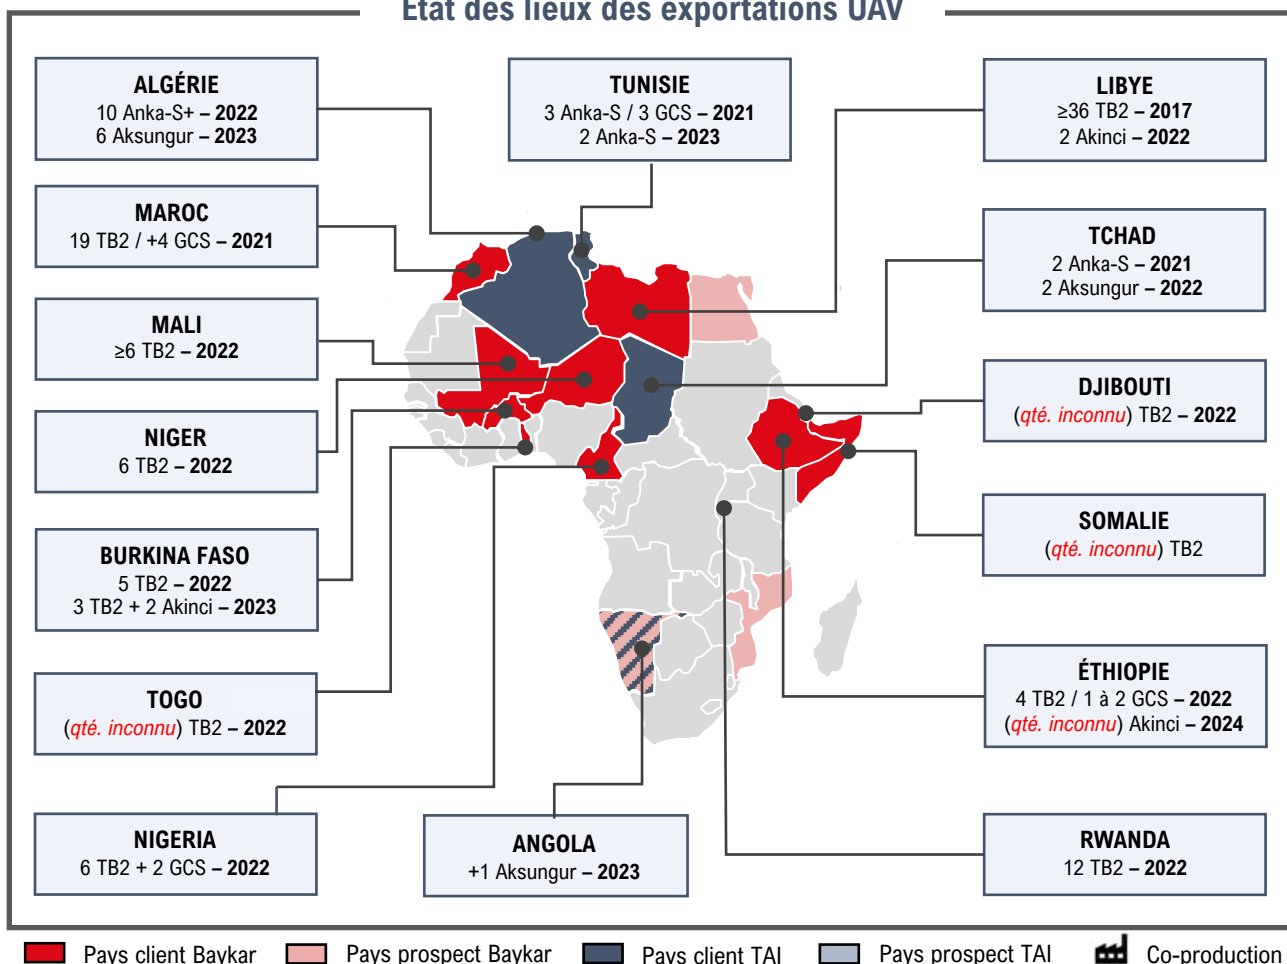 État des lieux des exportations UAV
ALGÉRIE
10 Anka-S+ – 2022
6 Aksungur – 2023
TUNISIE
3 Anka-S / 3 GCS – 2021
2 Anka-S – 2023
LIBYE
≥36 TB2 – 2017
2 Akinci – 2022
MAROC
19 TB2 / +4 GCS – 2021
TCHAD
2 Anka-S – 2021
2 Aksungur – 2022
MALI
≥6 TB2 – 2022
DJIBOUTI
(qté. inconnu) TB2 – 2022
NIGER
6 TB2 – 2022
SOMALIE
(qté. inconnu) TB2
BURKINA FASO
5 TB2 – 2022
3 TB2 + 2 Akinci – 2023
ÉTHIOPIE
4 TB2 / 1 à 2 GCS – 2022
(qté. inconnu) Akinci – 2024
TOGO
(qté. inconnu) TB2 – 2022
NIGERIA
6 TB2 + 2 GCS – 2022
ANGOLA
+1 Aksungur – 2023
RWANDA
12 TB2 – 2022
Pays client Baykar
Pays prospect Baykar
Pays client TAI
Pays prospect TAI
Co-production